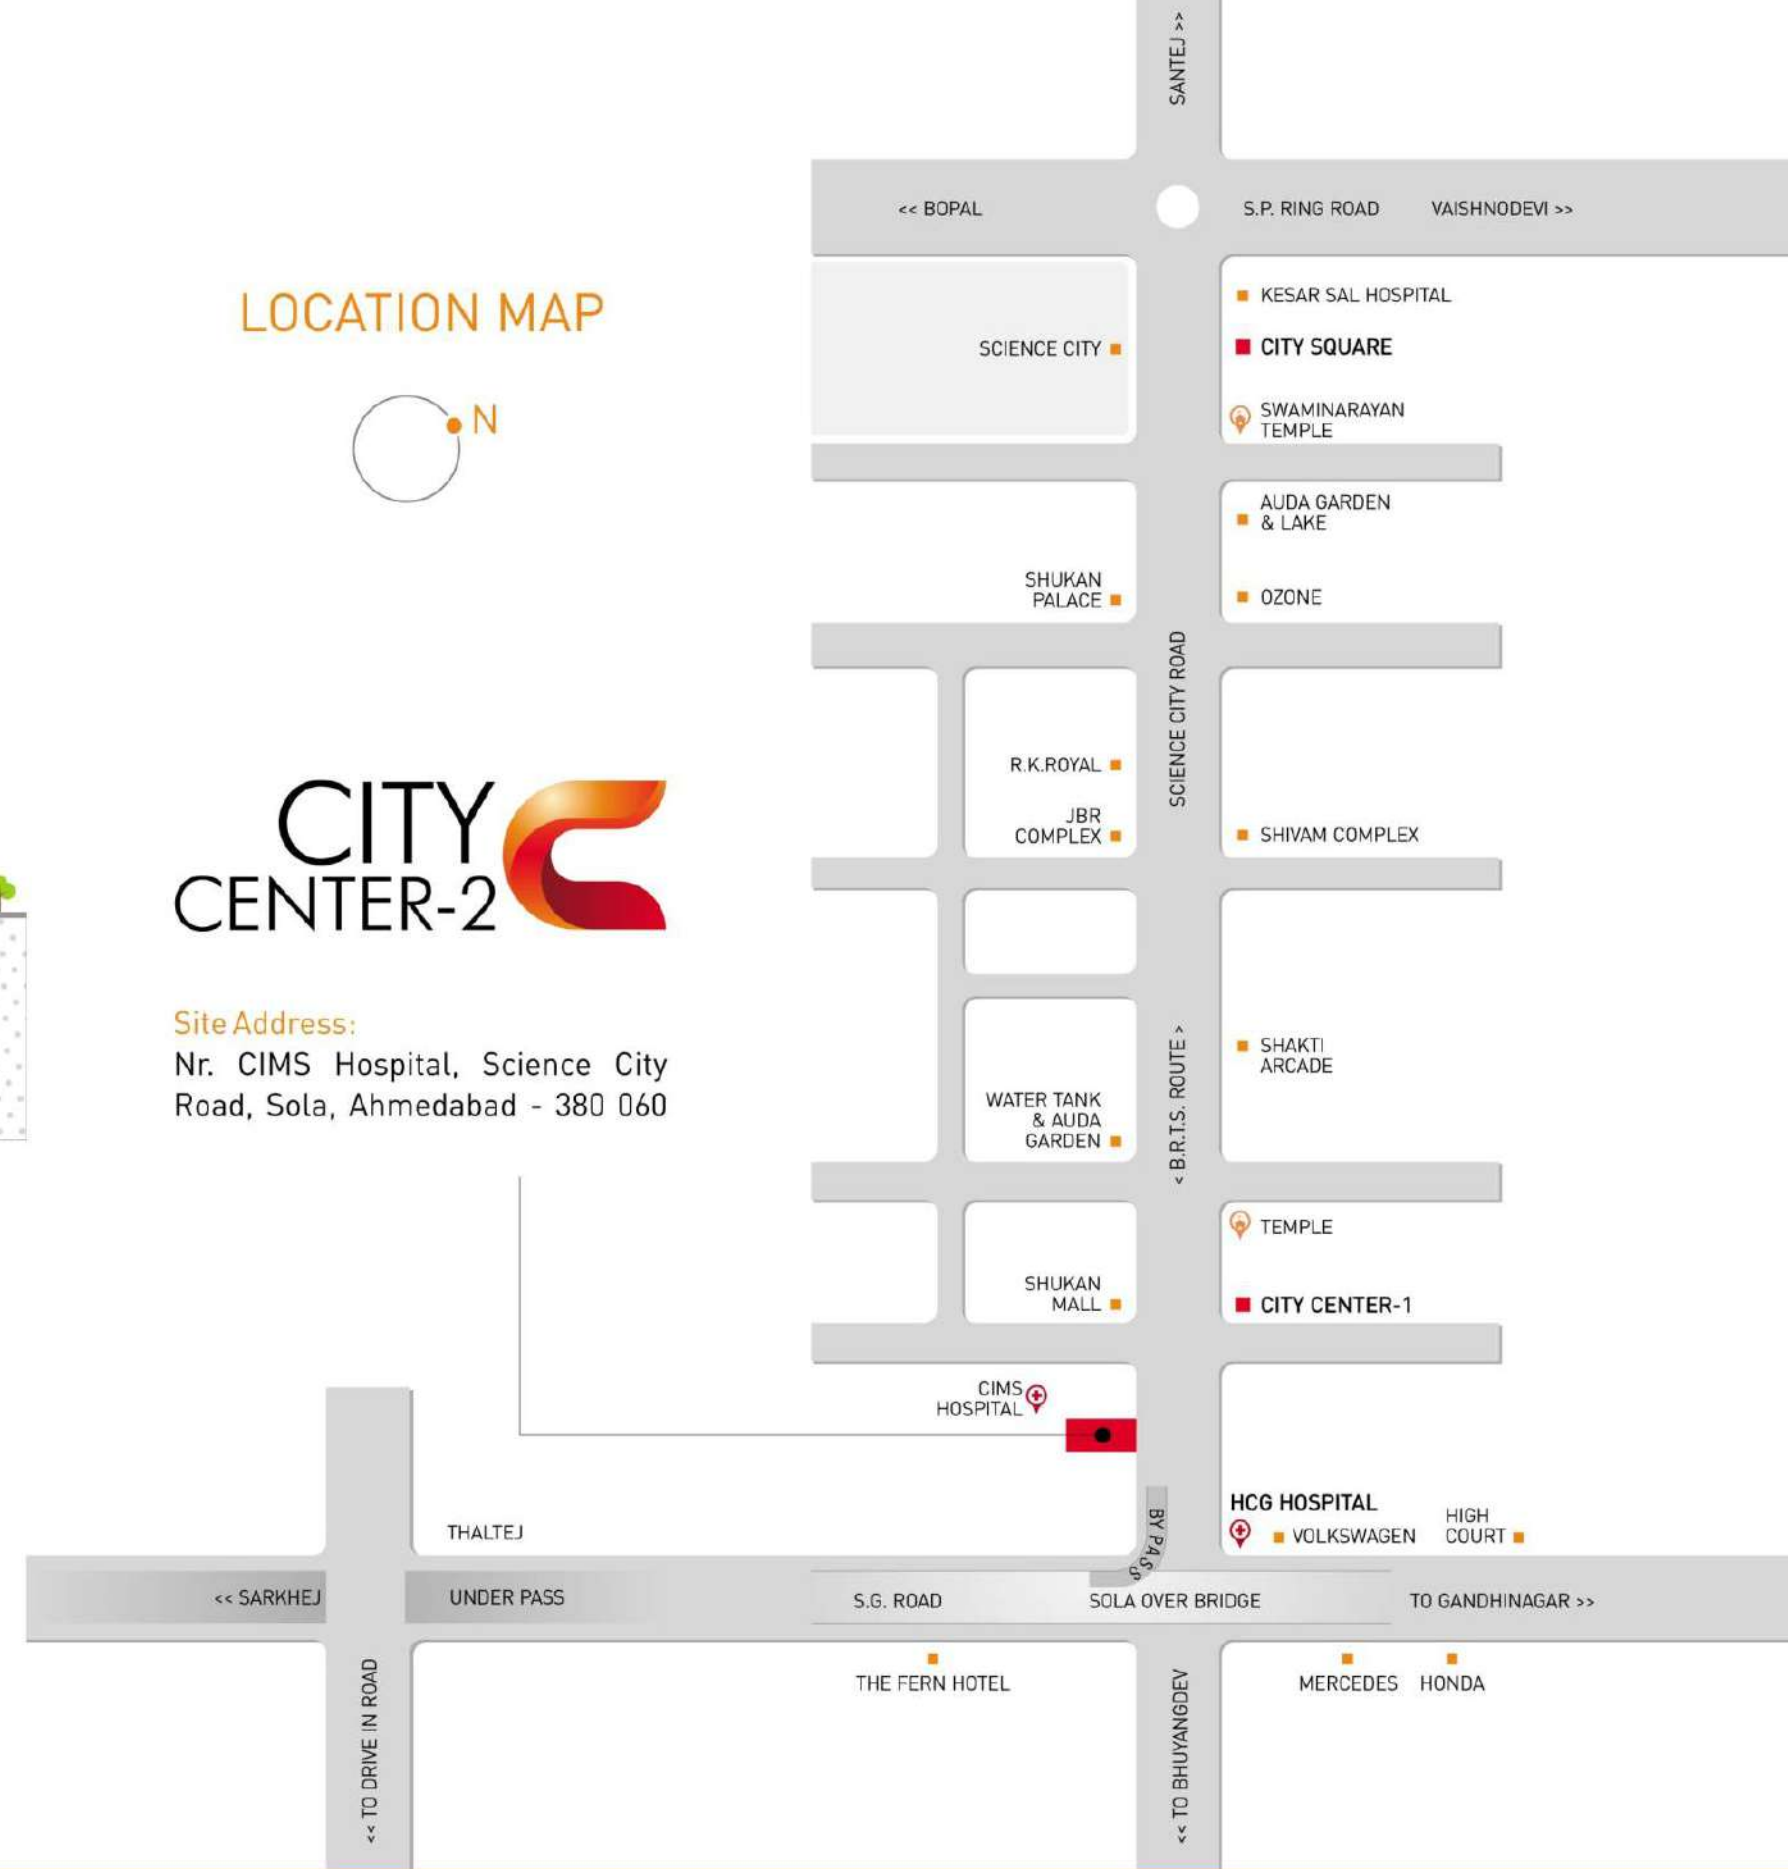 SANTEJ >>
<< BOPAL
S.P. RING ROAD
VAISHNODEVI >>
LOCATION MAP
N
KESAR SAL HOSPITAL
SCIENCE CITY
CITY SQUARE
SWAMINARAYAN
TEMPLE
AUDA GARDEN
& LAKE
SHUKAN
PALACE
OZONE
SCIENCE CITY ROAD
R.K.ROYAL
JBR
COMPLEX
SHIVAM COMPLEX
CITY
CENTER-2
Site Address:
Nr. CIMS Hospital, Science City
Road, Sola, Ahmedabad - 380 060
< B.R.T.S. ROUTE >
SHAKTI
ARCADE
WATER TANK
& AUDA
GARDEN
TEMPLE
SHUKAN
MALL
CITY CENTER-1
CIMS
HOSPITAL
BY PASS
HCG HOSPITAL
VOLKSWAGEN
HIGH
COURT
THALTEJ
<< SARKHEJ
UNDER PASS
S.G. ROAD
SOLA OVER BRIDGE
TO GANDHINAGAR >>
THE FERN HOTEL
MERCEDES
HONDA
<< TO DRIVE IN ROAD
<< TO BHUYANGDEV